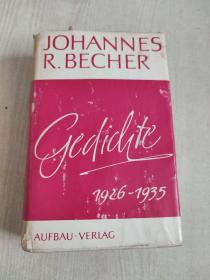 JOHANNES
R. BECHER
Gedichte
1926-1935
AUFBAU-VERLAG